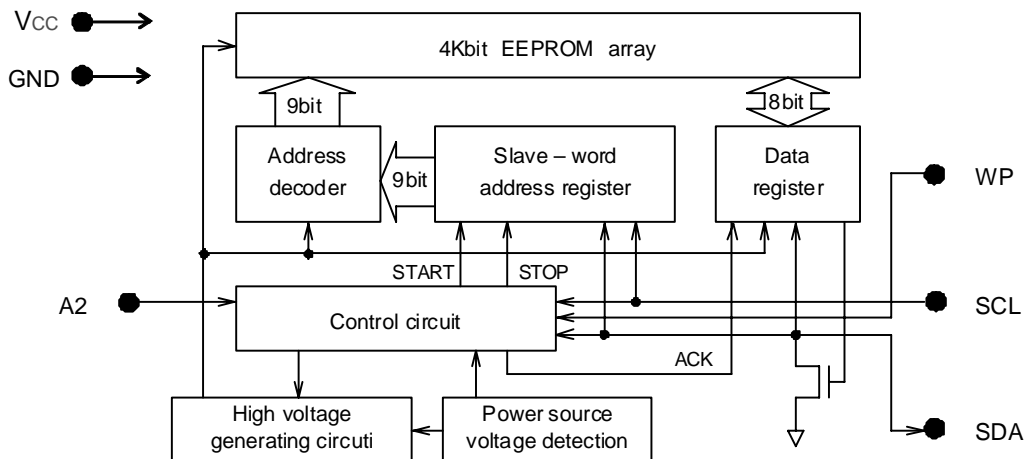 VCC
GND
4Kbit EEPROM array
9bit
8bit
Address
decoder
9bit
Slave – word
address register
Data
register
WP
START
STOP
A2
Control circuit
SCL
ACK
High voltage
generating circuti
Power source
voltage detection
SDA